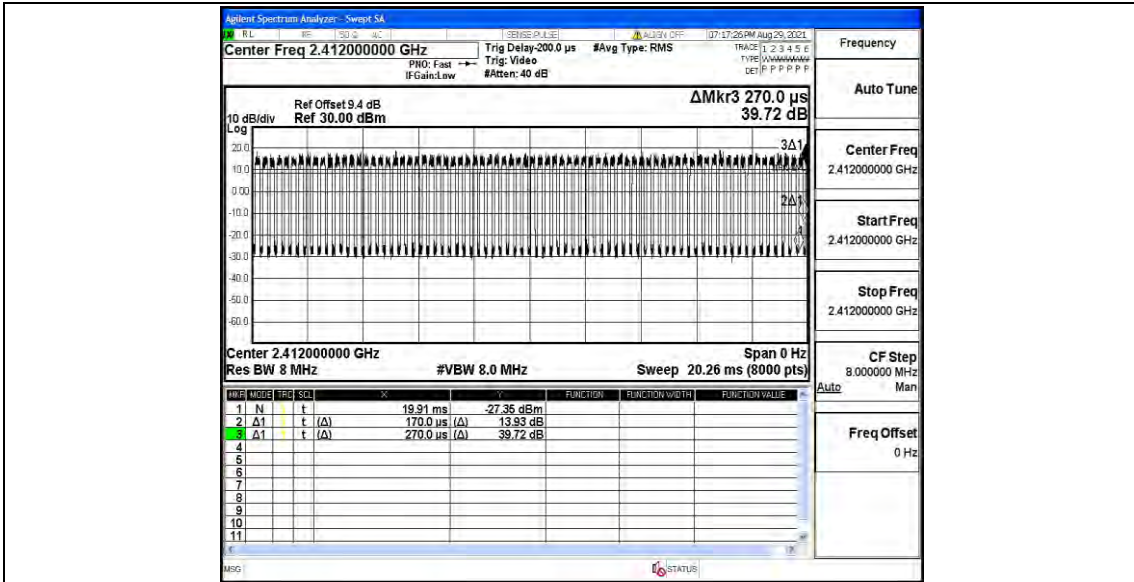 Agilent Spectrum Analyzer - Swept SA
RL RF 50 Ω AC SENSE:PULSE ALIGN OFF 07:17:26 PM Aug 29, 2021
Center Freq 2.412000000 GHz Trig Delay-200.0 µs #Avg Type: RMS TRACE 1 2 3 4 5 6
PNO: Fast Trig: Video TYPE WWWWWW
IFGain:Low #Atten: 40 dB DET P P P P P P
Frequency
Auto Tune
Ref Offset 9.4 dB ΔMkr3 270.0 µs
10 dB/div Ref 30.00 dBm 39.72 dB
Log
20.0
10.0
0.00
-10.0
-20.0
-30.0
-40.0
-50.0
-60.0
3Δ1
2Δ1
Center 2.412000000 GHz Span 0 Hz
Res BW 8 MHz #VBW 8.0 MHz Sweep 20.26 ms (8000 pts)
MKR MODE TRC SCL X Y FUNCTION FUNCTION WIDTH FUNCTION VALUE
1 N t 19.91 ms -27.35 dBm
2 Δ1 t (Δ) 170.0 µs (Δ) 13.93 dB
3 Δ1 t (Δ) 270.0 µs (Δ) 39.72 dB
4
5
6
7
8
9
10
11
Center Freq
2.412000000 GHz
Start Freq
2.412000000 GHz
Stop Freq
2.412000000 GHz
CF Step
8.000000 MHz
Auto Man
Freq Offset
0 Hz
MSG STATUS